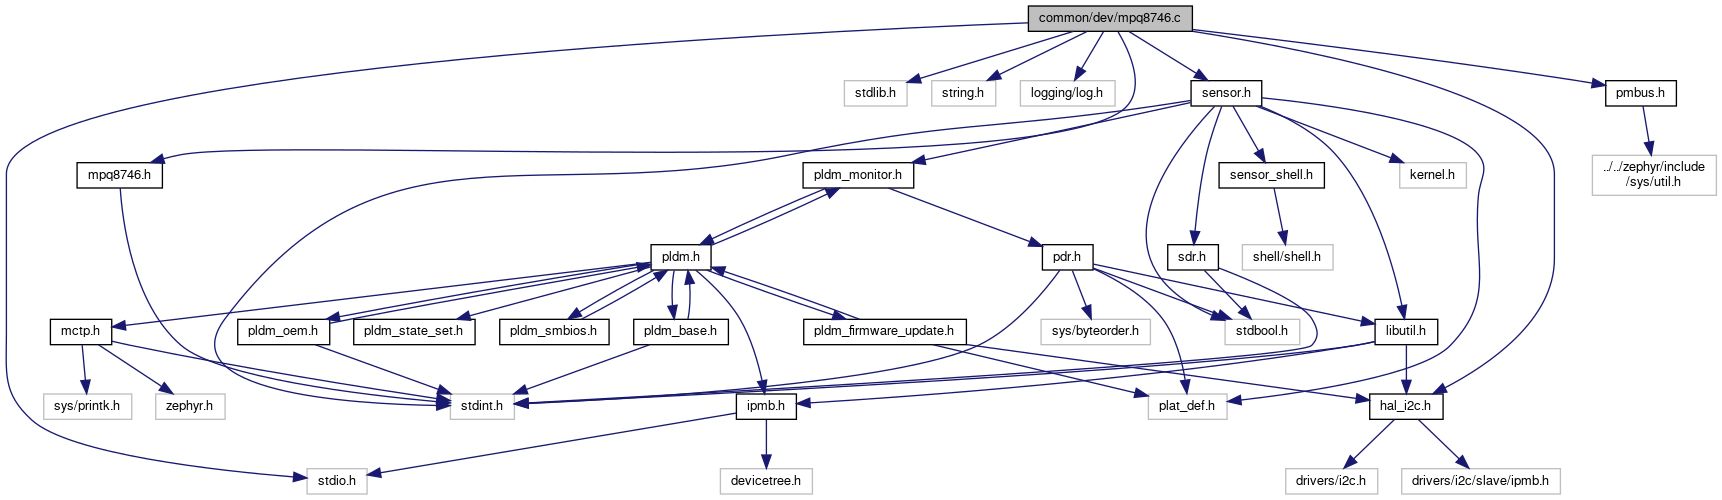 common/dev/mpq8746.c
stdlib.h
string.h
logging/log.h
sensor.h
pmbus.h
mpq8746.h
pldm_monitor.h
sensor_shell.h
kernel.h
../../zephyr/include
/sys/util.h
pldm.h
pdr.h
sdr.h
shell/shell.h
mctp.h
pldm_oem.h
pldm_state_set.h
pldm_smbios.h
pldm_base.h
pldm_firmware_update.h
sys/byteorder.h
stdbool.h
libutil.h
sys/printk.h
zephyr.h
stdint.h
ipmb.h
plat_def.h
hal_i2c.h
stdio.h
devicetree.h
drivers/i2c.h
drivers/i2c/slave/ipmb.h